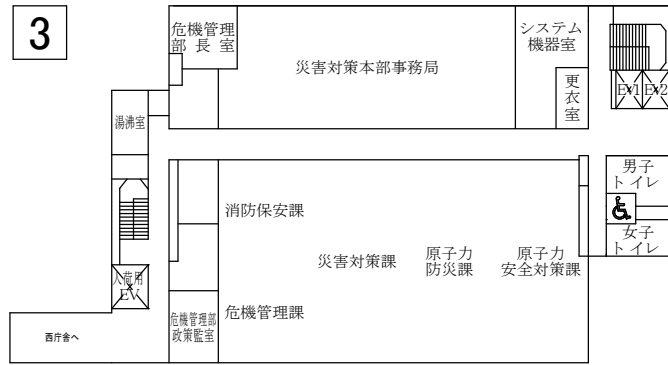 3
危機管理
部長室
災害対策本部事務局
システム
機器室
更
衣
室
EV1
EV2
湯沸室
男子
トイレ
女子
トイレ
消防保安課
災害対策課
原子力
防災課
原子力
安全対策課
人荷用
EV
危機管理部
政策監室
危機管理課
西庁舎へ